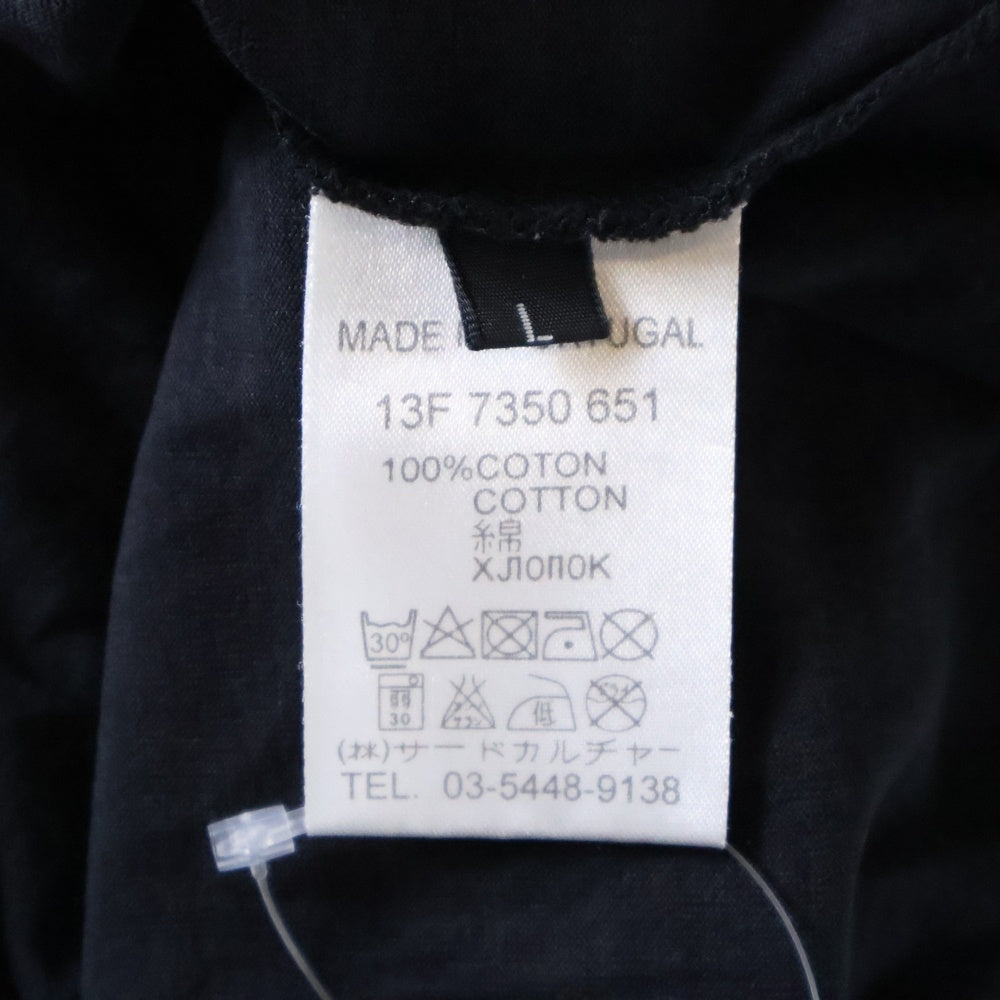 L
MADE UGAL
13F 7350 651
100%COTON
COTTON
綿
ХЛОПОК
30°
30
低
(株)サードカルチャー
TEL. 03-5448-9138